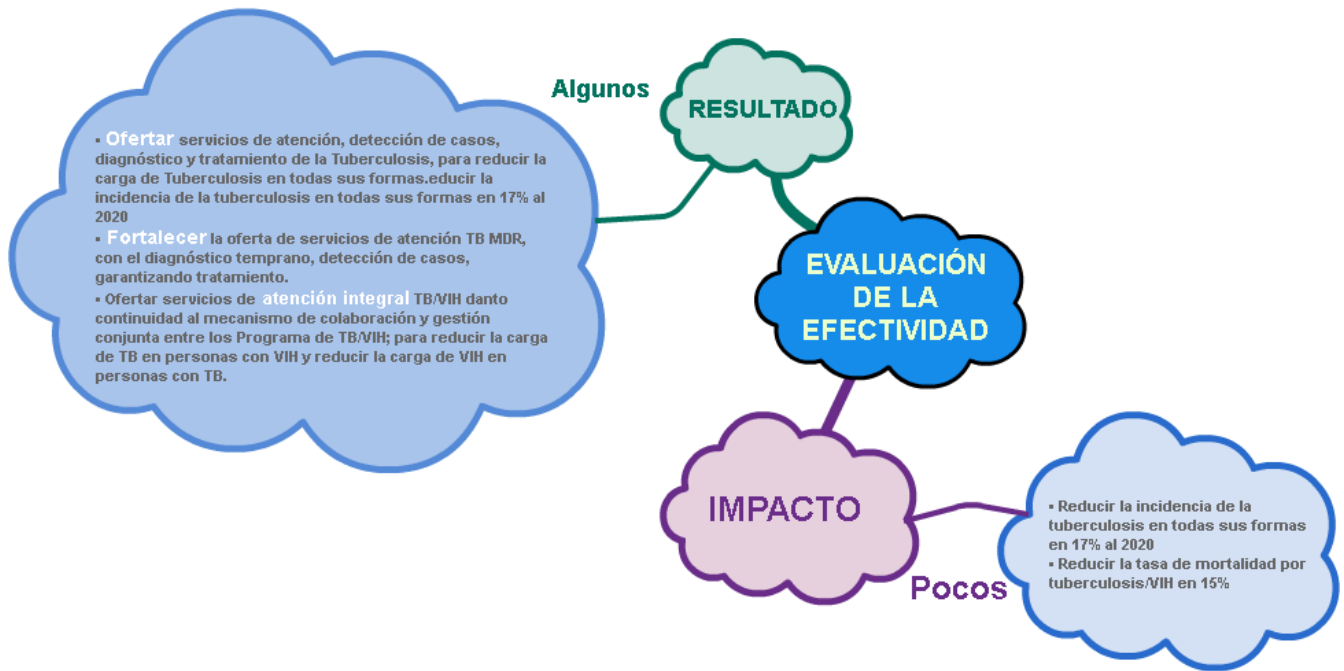 Algunos
RESULTADO
▪ Ofertar servicios de atención, detección de casos,
diagnóstico y tratamiento de la Tuberculosis, para reducir la
carga de Tuberculosis en todas sus formas.educir la
incidencia de la tuberculosis en todas sus formas en 17% al
2020
▪ Fortalecer la oferta de servicios de atención TB MDR,
con el diagnóstico temprano, detección de casos,
garantizando tratamiento.
▪ Ofertar servicios de atención integral TB/VIH danto
continuidad al mecanismo de colaboración y gestión
conjunta entre los Programa de TB/VIH; para reducir la carga
de TB en personas con VIH y reducir la carga de VIH en
personas con TB.
EVALUACIÓN
DE LA
EFECTIVIDAD
IMPACTO
Pocos
▪ Reducir la incidencia de la
tuberculosis en todas sus formas
en 17% al 2020
▪ Reducir la tasa de mortalidad por
tuberculosis/VIH en 15%